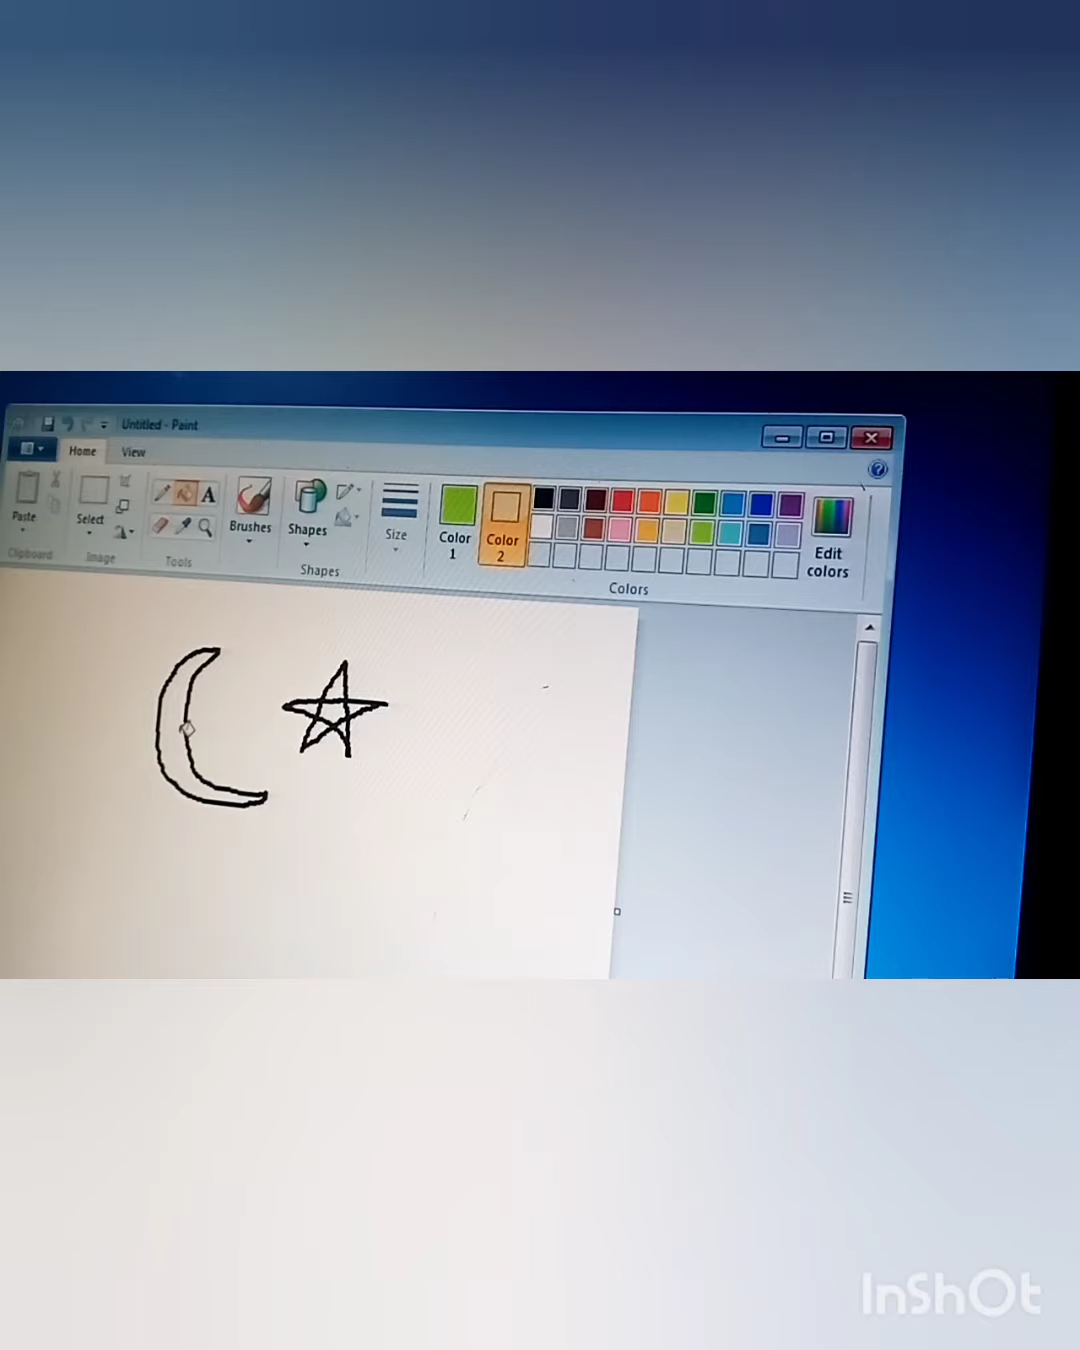 Untitled - Paint
Home
View
Paste
Select
A
Brushes
Shapes
Size
Color
1
Color
2
Edit
colors
Clipboard
Image
Tools
Shapes
Colors
InShOt